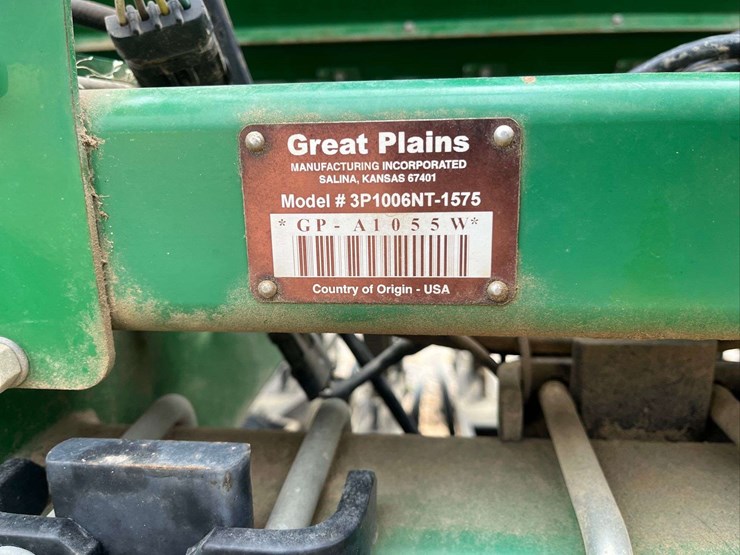 Great Plains
MANUFACTURING INCORPORATED
SALINA, KANSAS 67401
Model # 3P1006NT-1575
*GP-A1055W*
Country of Origin - USA